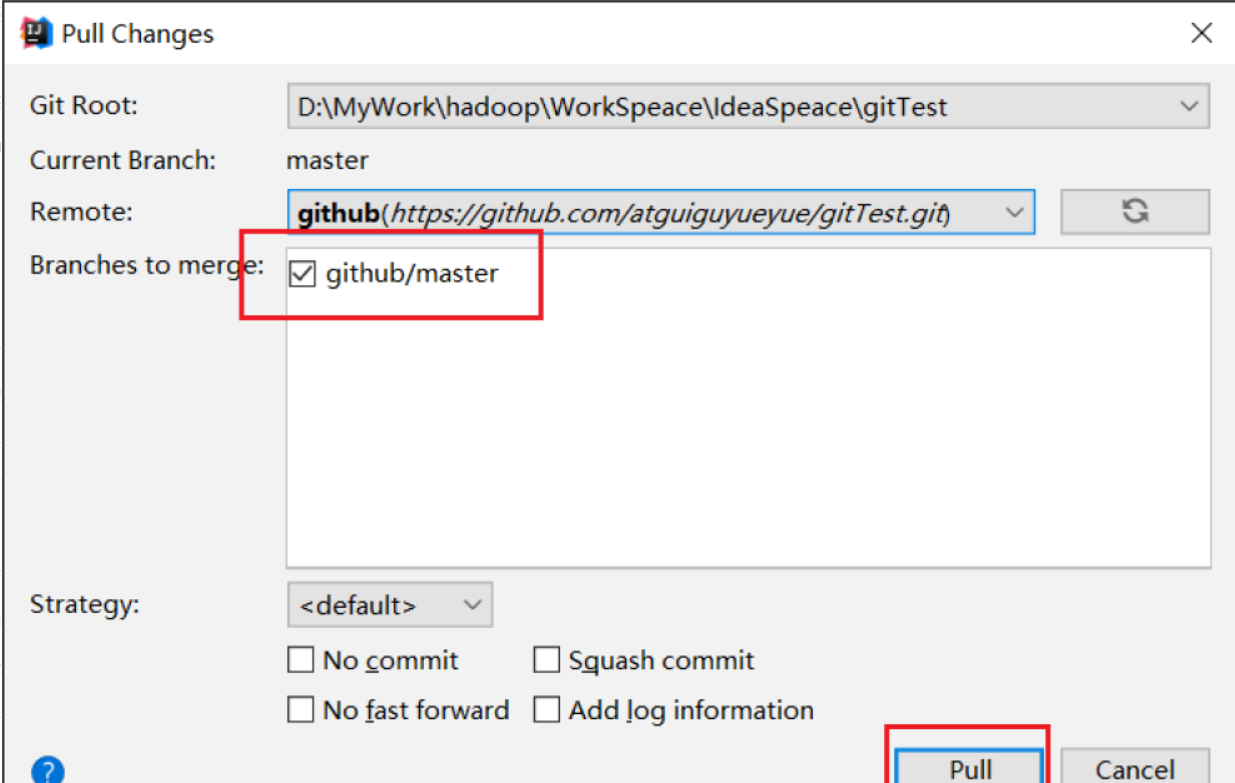 Pull Changes
Git Root: D:\MyWork\hadoop\WorkSpeace\IdeaSpeace\gitTest
Current Branch: master
Remote: github(https://github.com/atguiguyueyue/gitTest.git)
Branches to merge: github/master
Strategy: <default>
No commit Squash commit
No fast forward Add log information
? Pull Cancel